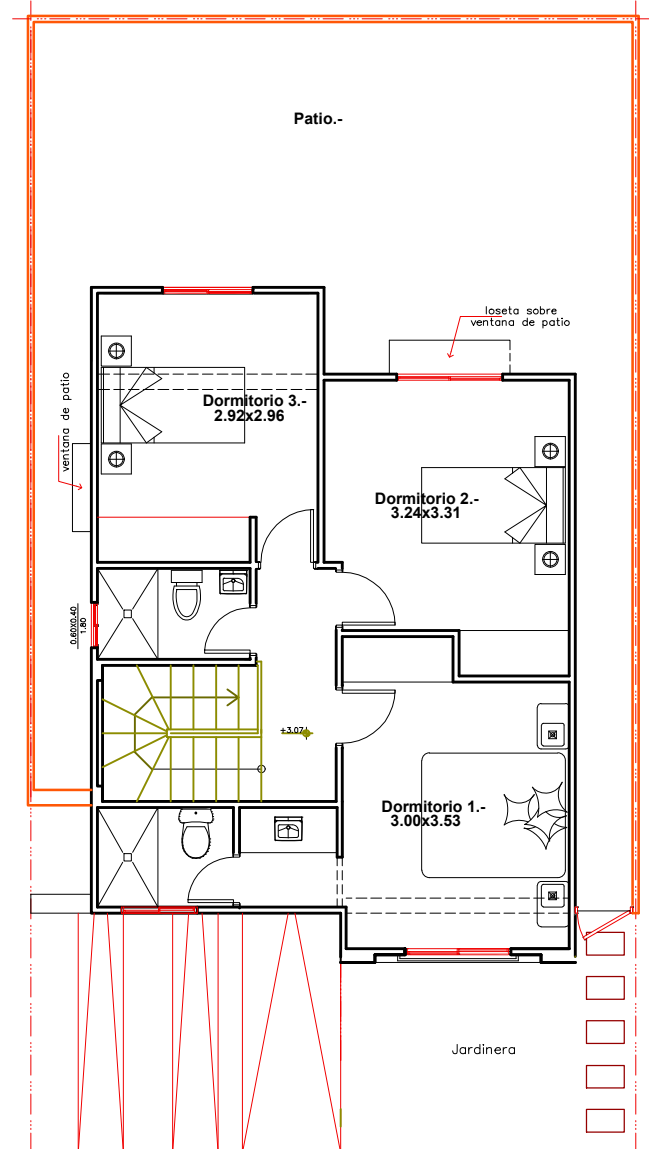 Patio.-
loseta sobre
ventana de patio
ventana de patio
Dormitorio 3.-
2.92x2.96
Dormitorio 2.-
3.24x3.31
0.60X0.40
1.80
+3.07
Dormitorio 1.-
3.00x3.53
Jardinera